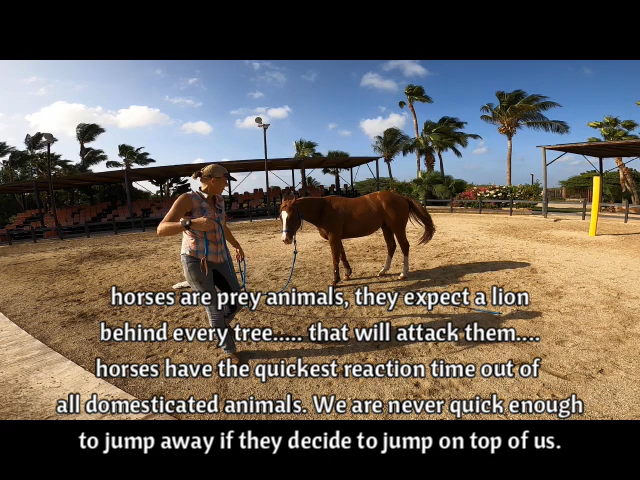 horses are prey animals, they expect a lion
behind every tree..... that will attack them....
horses have the quickest reaction time out of
all domesticated animals. We are never quick enough
to jump away if they decide to jump on top of us.